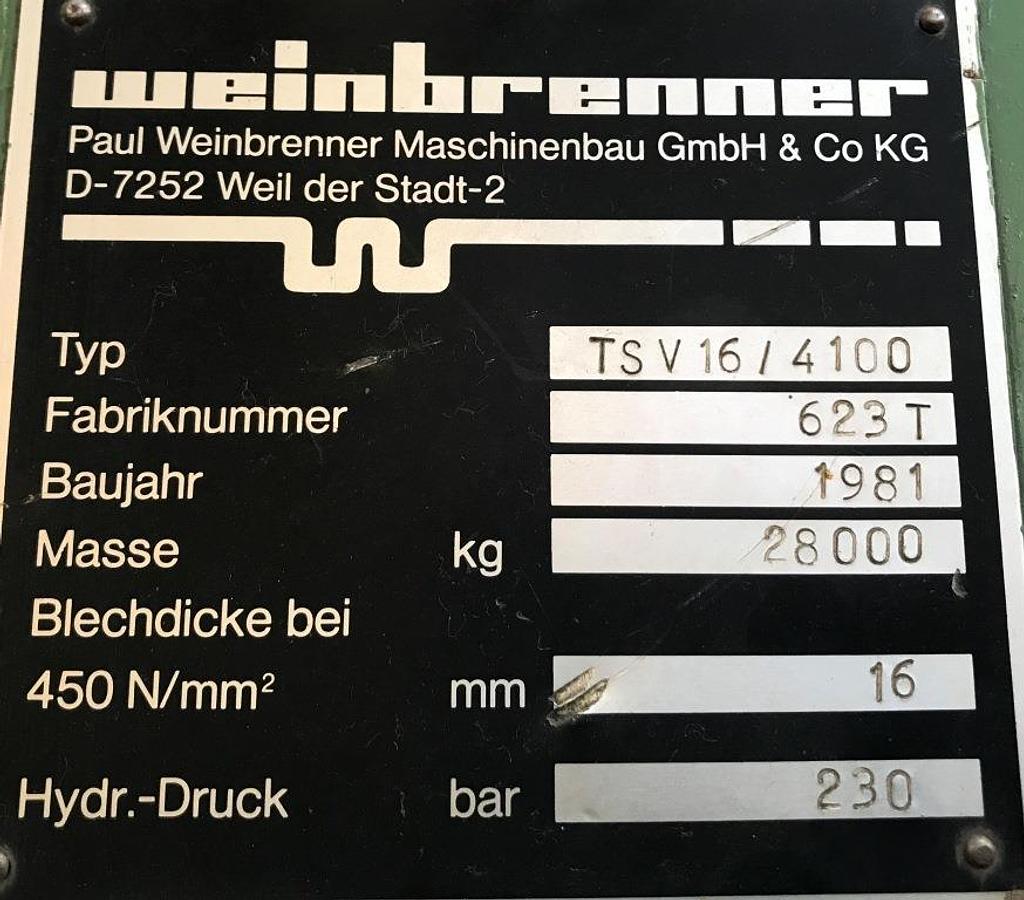 weinbrenner
Paul Weinbrenner Maschinenbau GmbH & Co KG
D-7252 Weil der Stadt-2
Typ TSV 16 / 4100
Fabriknummer 623 T
Baujahr 1981
Masse kg 28000
Blechdicke bei
450 N/mm² mm 16
Hydr.-Druck bar 230